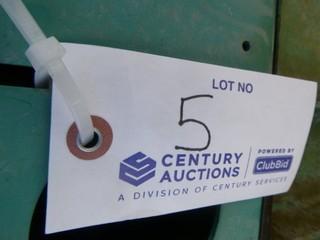 LOT NO
5
CENTURY AUCTIONS
POWERED BY
ClubBid
A DIVISION OF CENTURY SERVICES